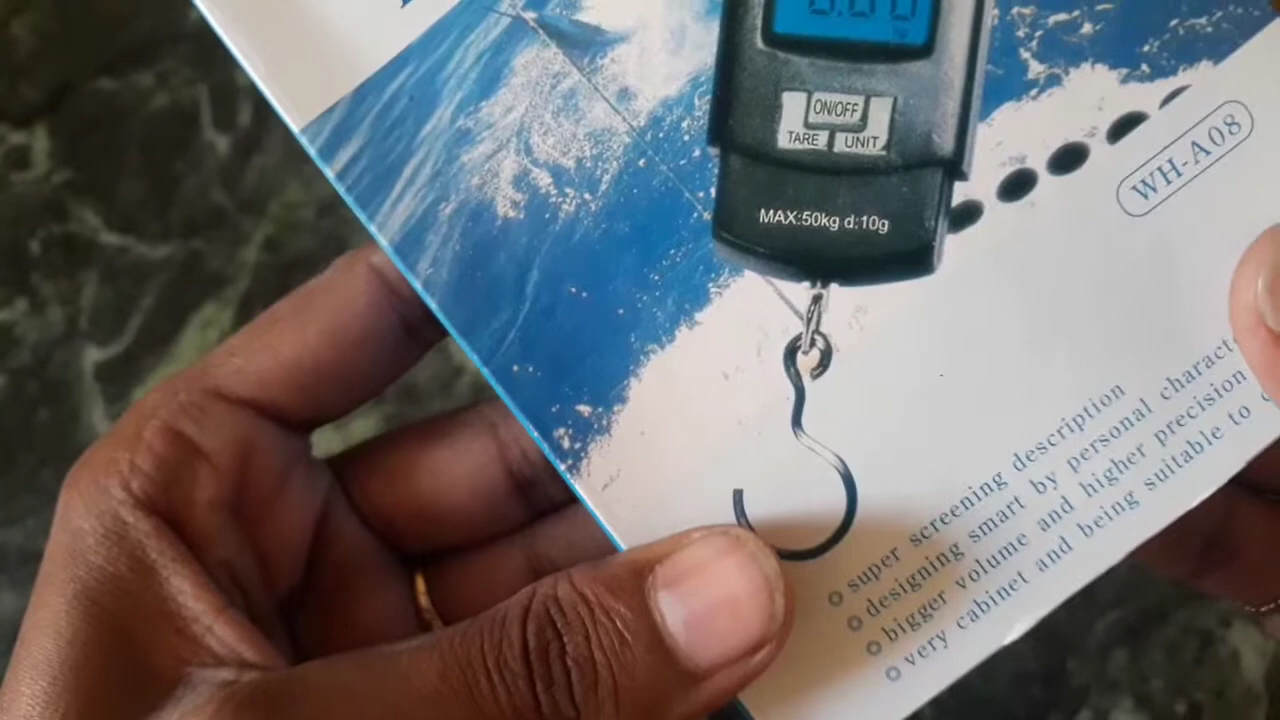 ON/OFF
TARE UNIT
MAX:50kg d:10g
WH-A08
super screening description
designing smart by personal
bigger volume and higher precision
very cabinet and being suitable to